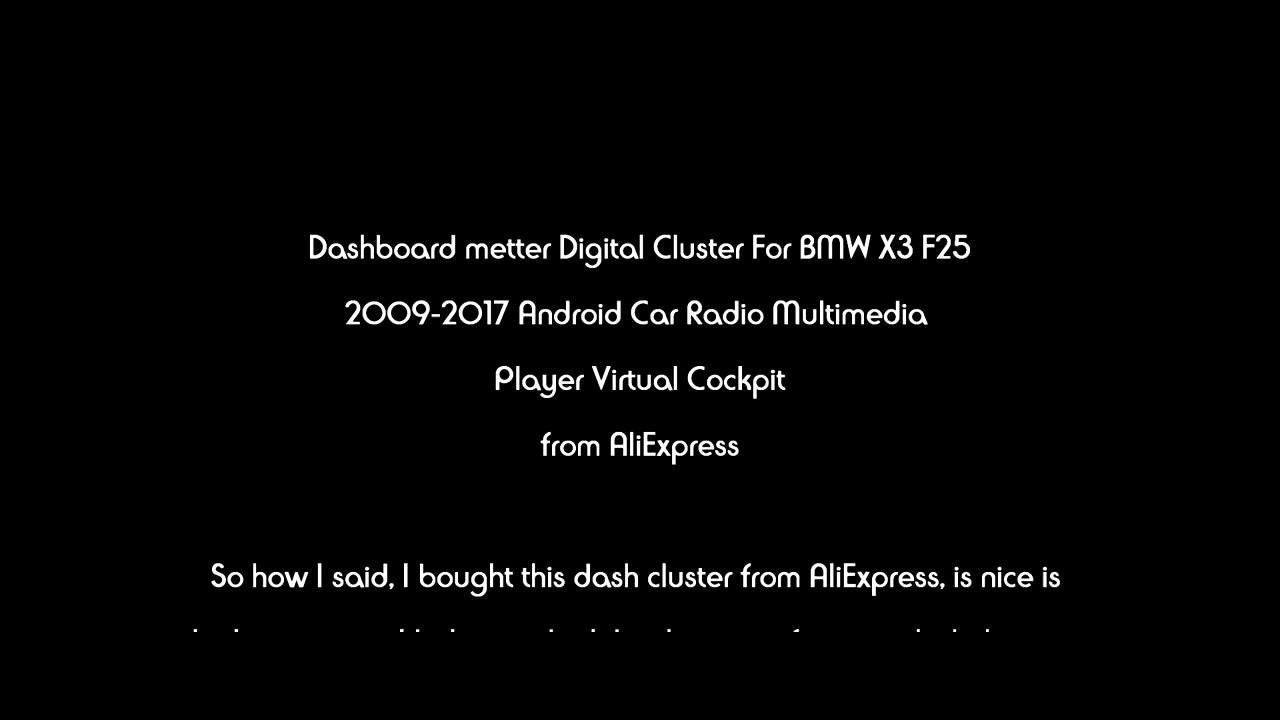 Dashboard metter Digital Cluster For BMW X3 F25
2009-2017 Android Car Radio Multimedia
Player Virtual Cockpit
from AliExpress
So how I said, I bought this dash cluster from AliExpress, is nice is